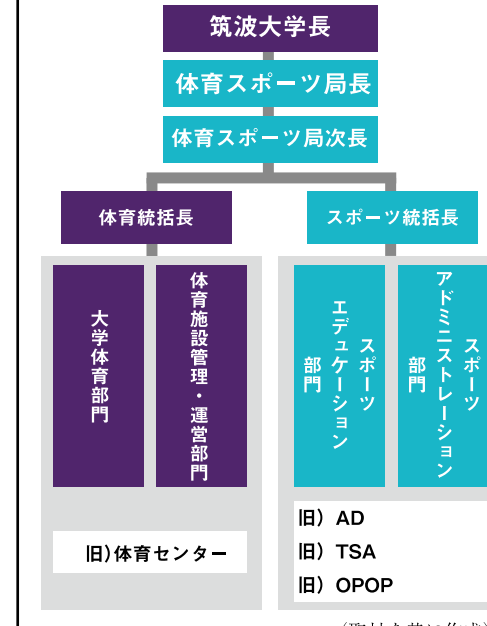 筑波大学長
体育スポーツ局長
体育スポーツ局次長
体育統括長
スポーツ統括長
大学体育部門
体育施設管理・運営部門
スポーツ
エデュケーション
部門
スポーツ
アドミニストレーション
部門
旧）体育センター
旧）AD
旧）TSA
旧）OPOP